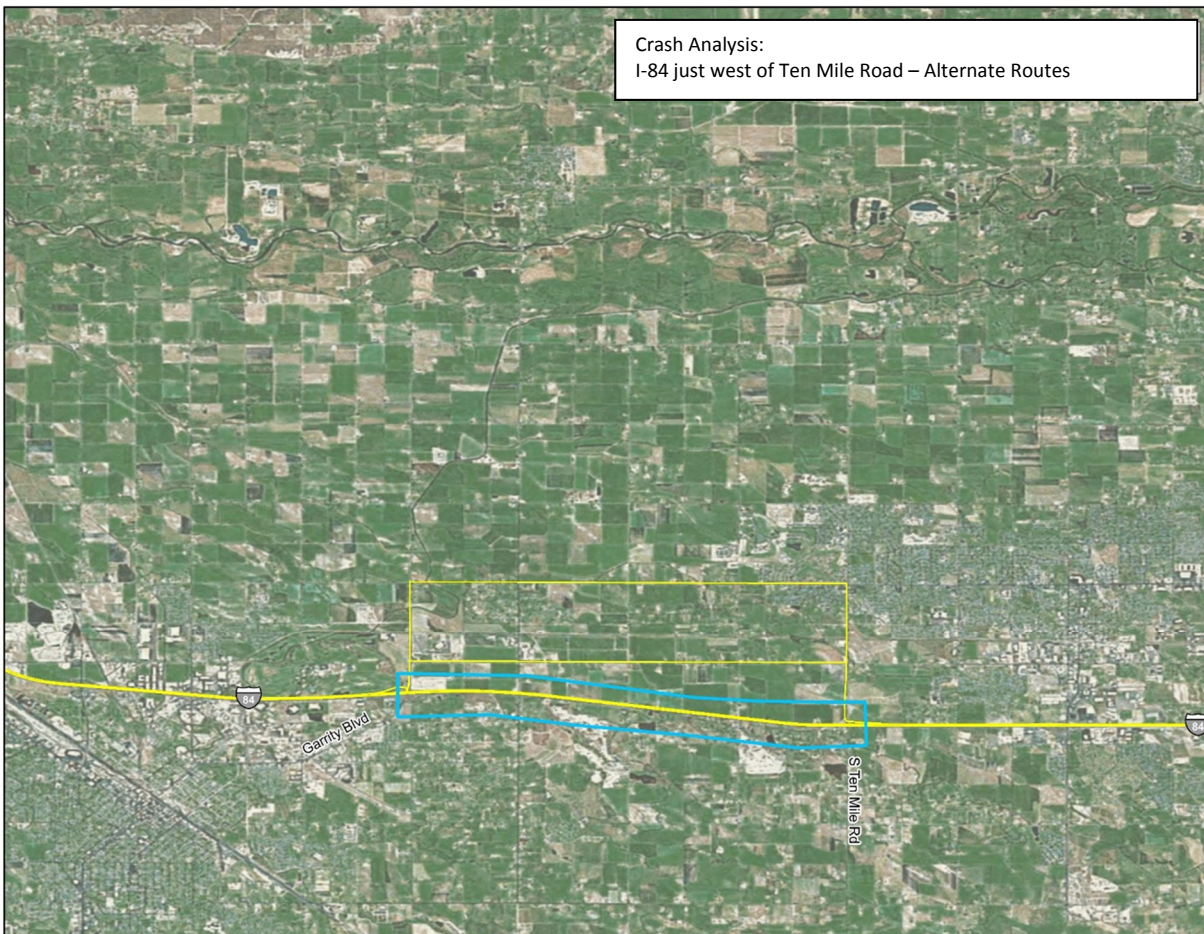 Crash Analysis:
I-84 just west of Ten Mile Road – Alternate Routes
84
Garrity Blvd
S Ten Mile Rd
84